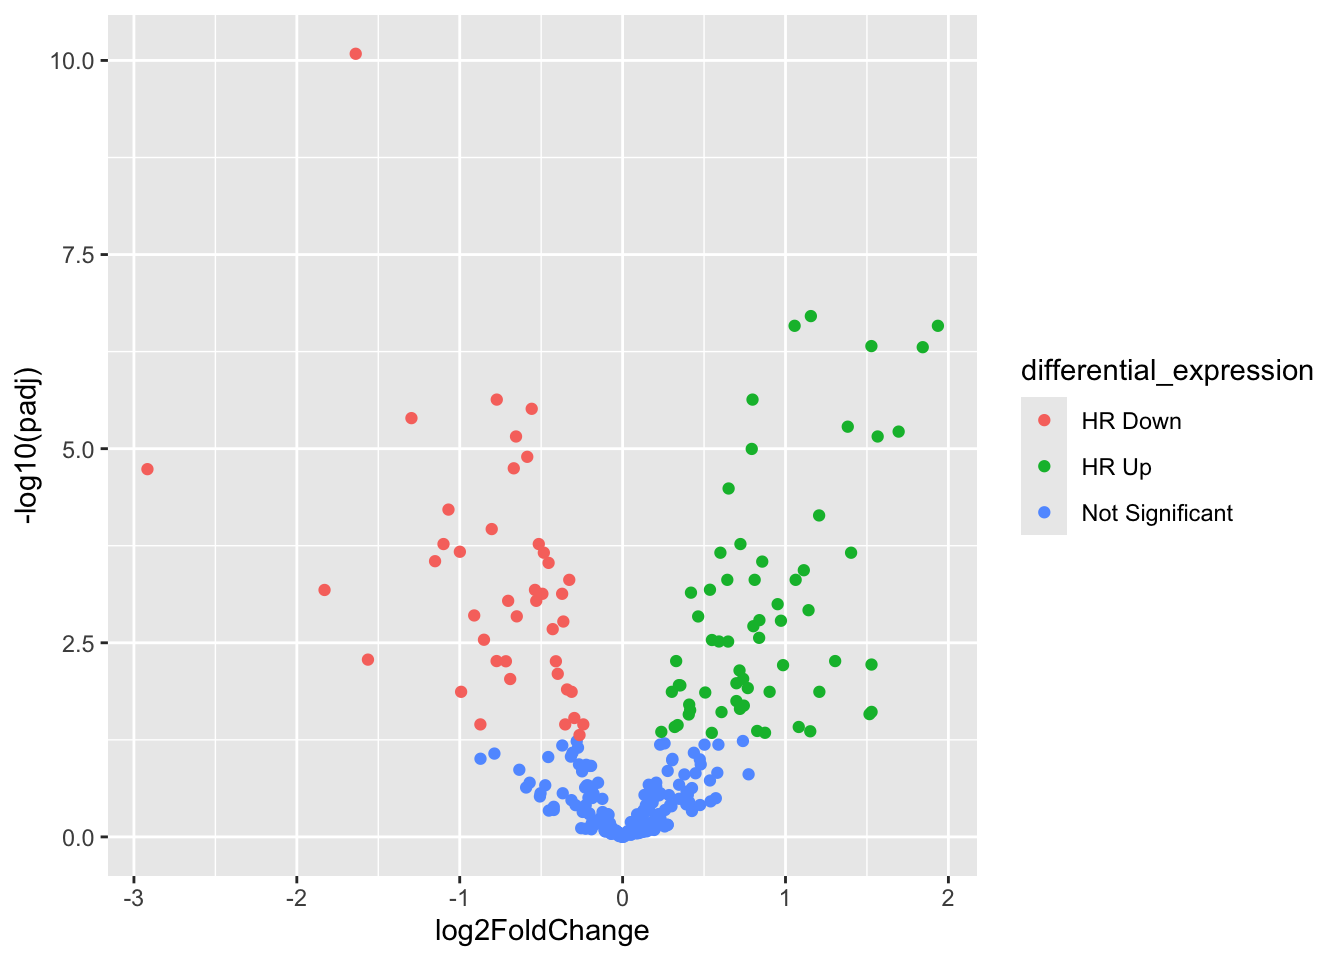 10.0
7.5
5.0
2.5
0.0
-log10(padj)
-3
-2
-1
0
1
2
log2FoldChange
differential_expression
HR Down
HR Up
Not Significant